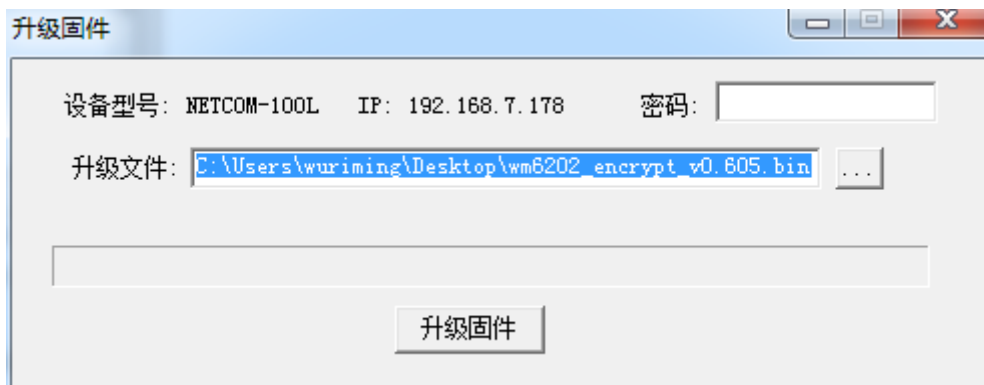 升级固件
设备型号: NETCOM-100L IP: 192.168.7.178 密码:
升级文件: C:\Users\wuriming\Desktop\wm6202_encrypt_v0.605.bin ...
升级固件